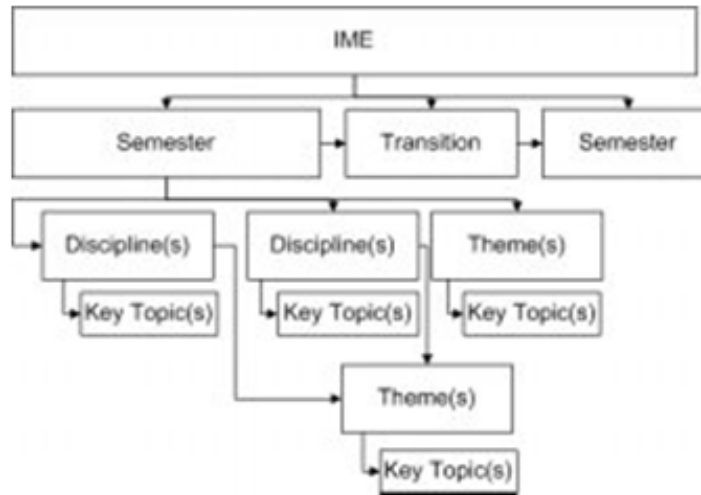 IME
Semester
Transition
Semester
Discipline(s)
Discipline(s)
Theme(s)
Key Topic(s)
Key Topic(s)
Key Topic(s)
Theme(s)
Key Topic(s)